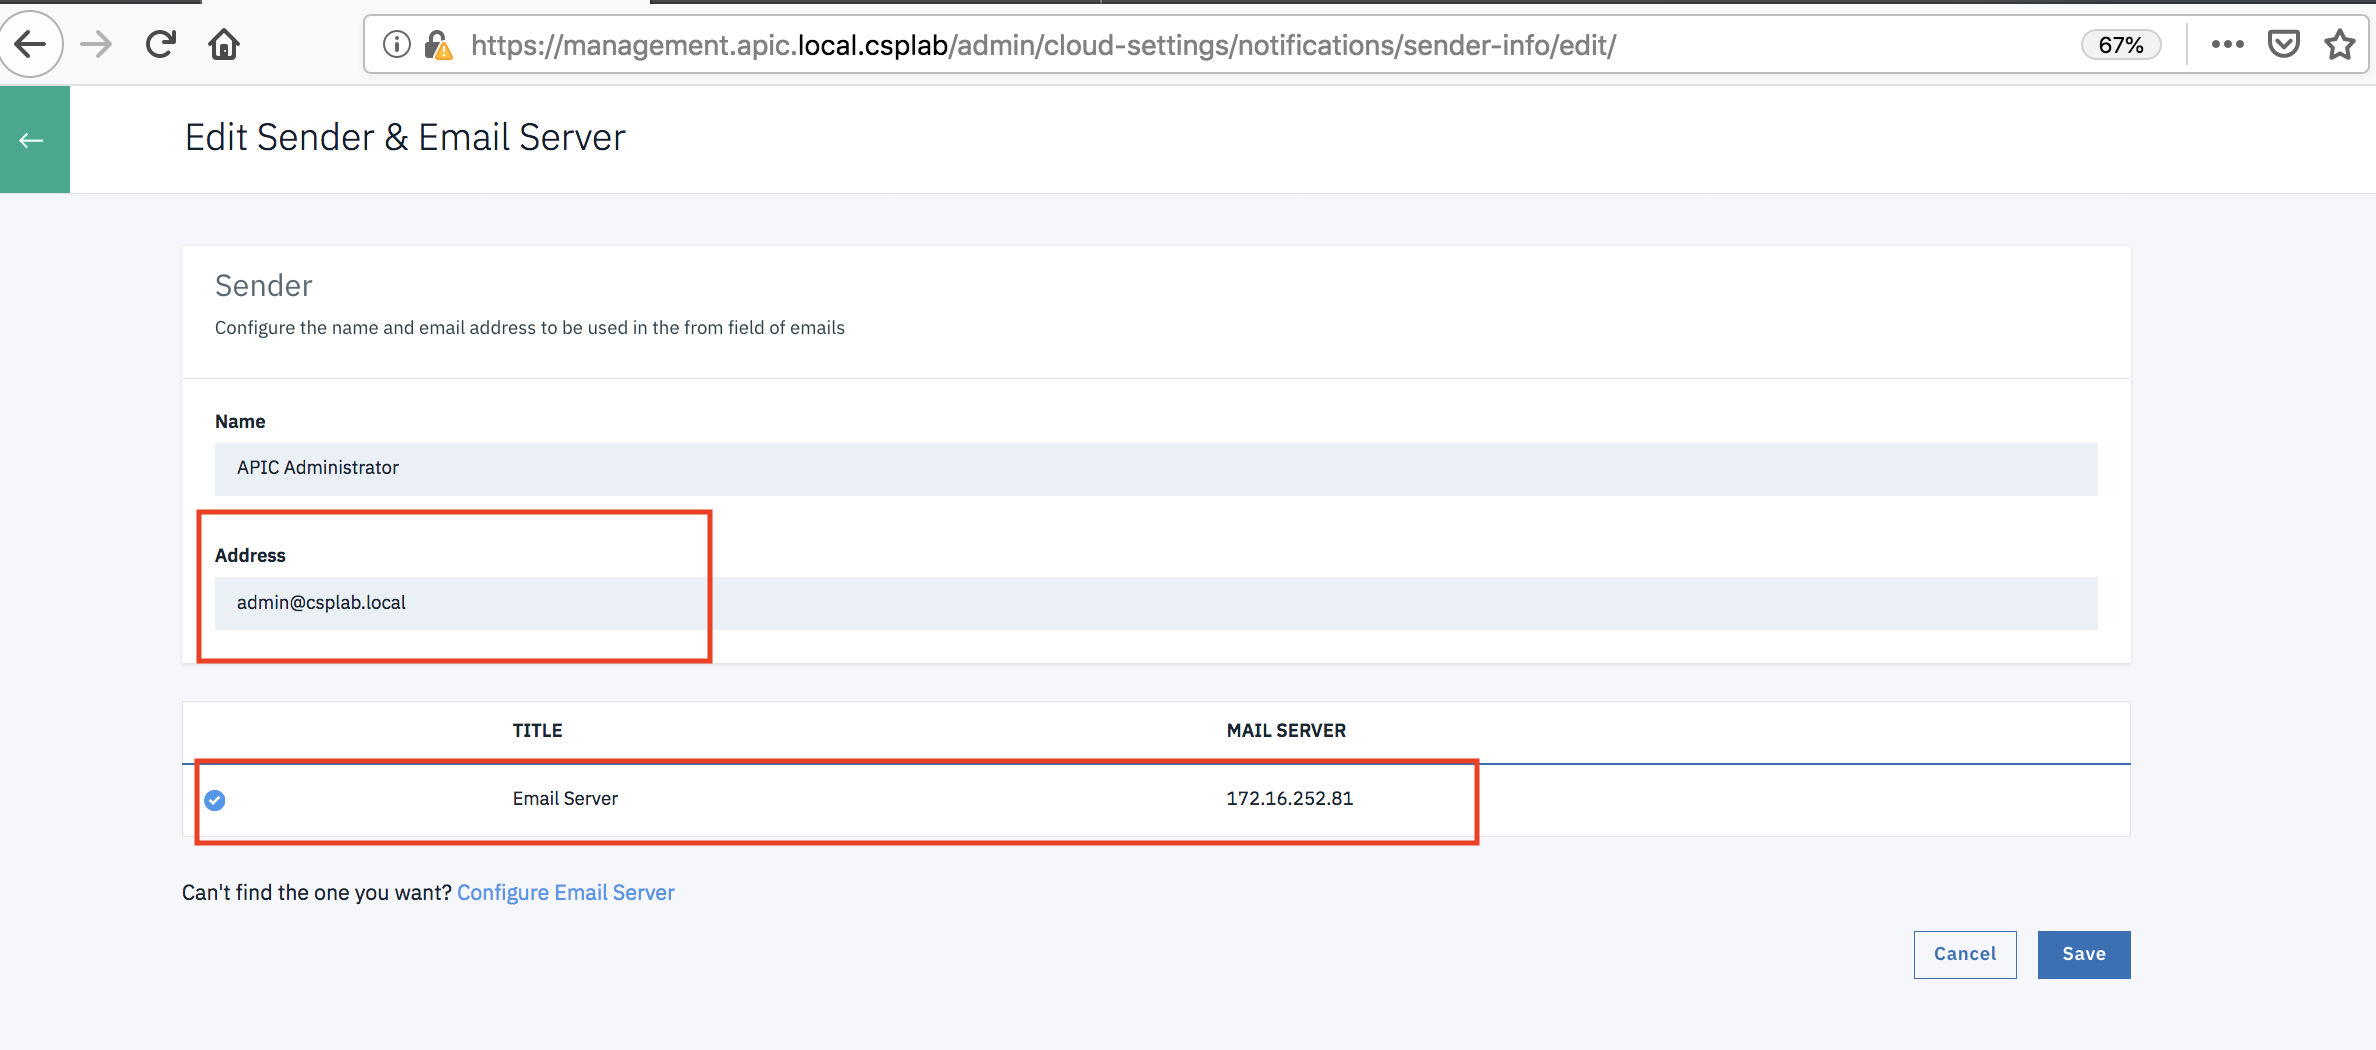 https://management.apic.local.csplab/admin/cloud-settings/notifications/sender-info/edit/
67%
Edit Sender & Email Server
Sender
Configure the name and email address to be used in the from field of emails
Name
APIC Administrator
Address
admin@csplab.local
TITLE MAIL SERVER
Email Server 172.16.252.81
Can't find the one you want? Configure Email Server
Cancel Save